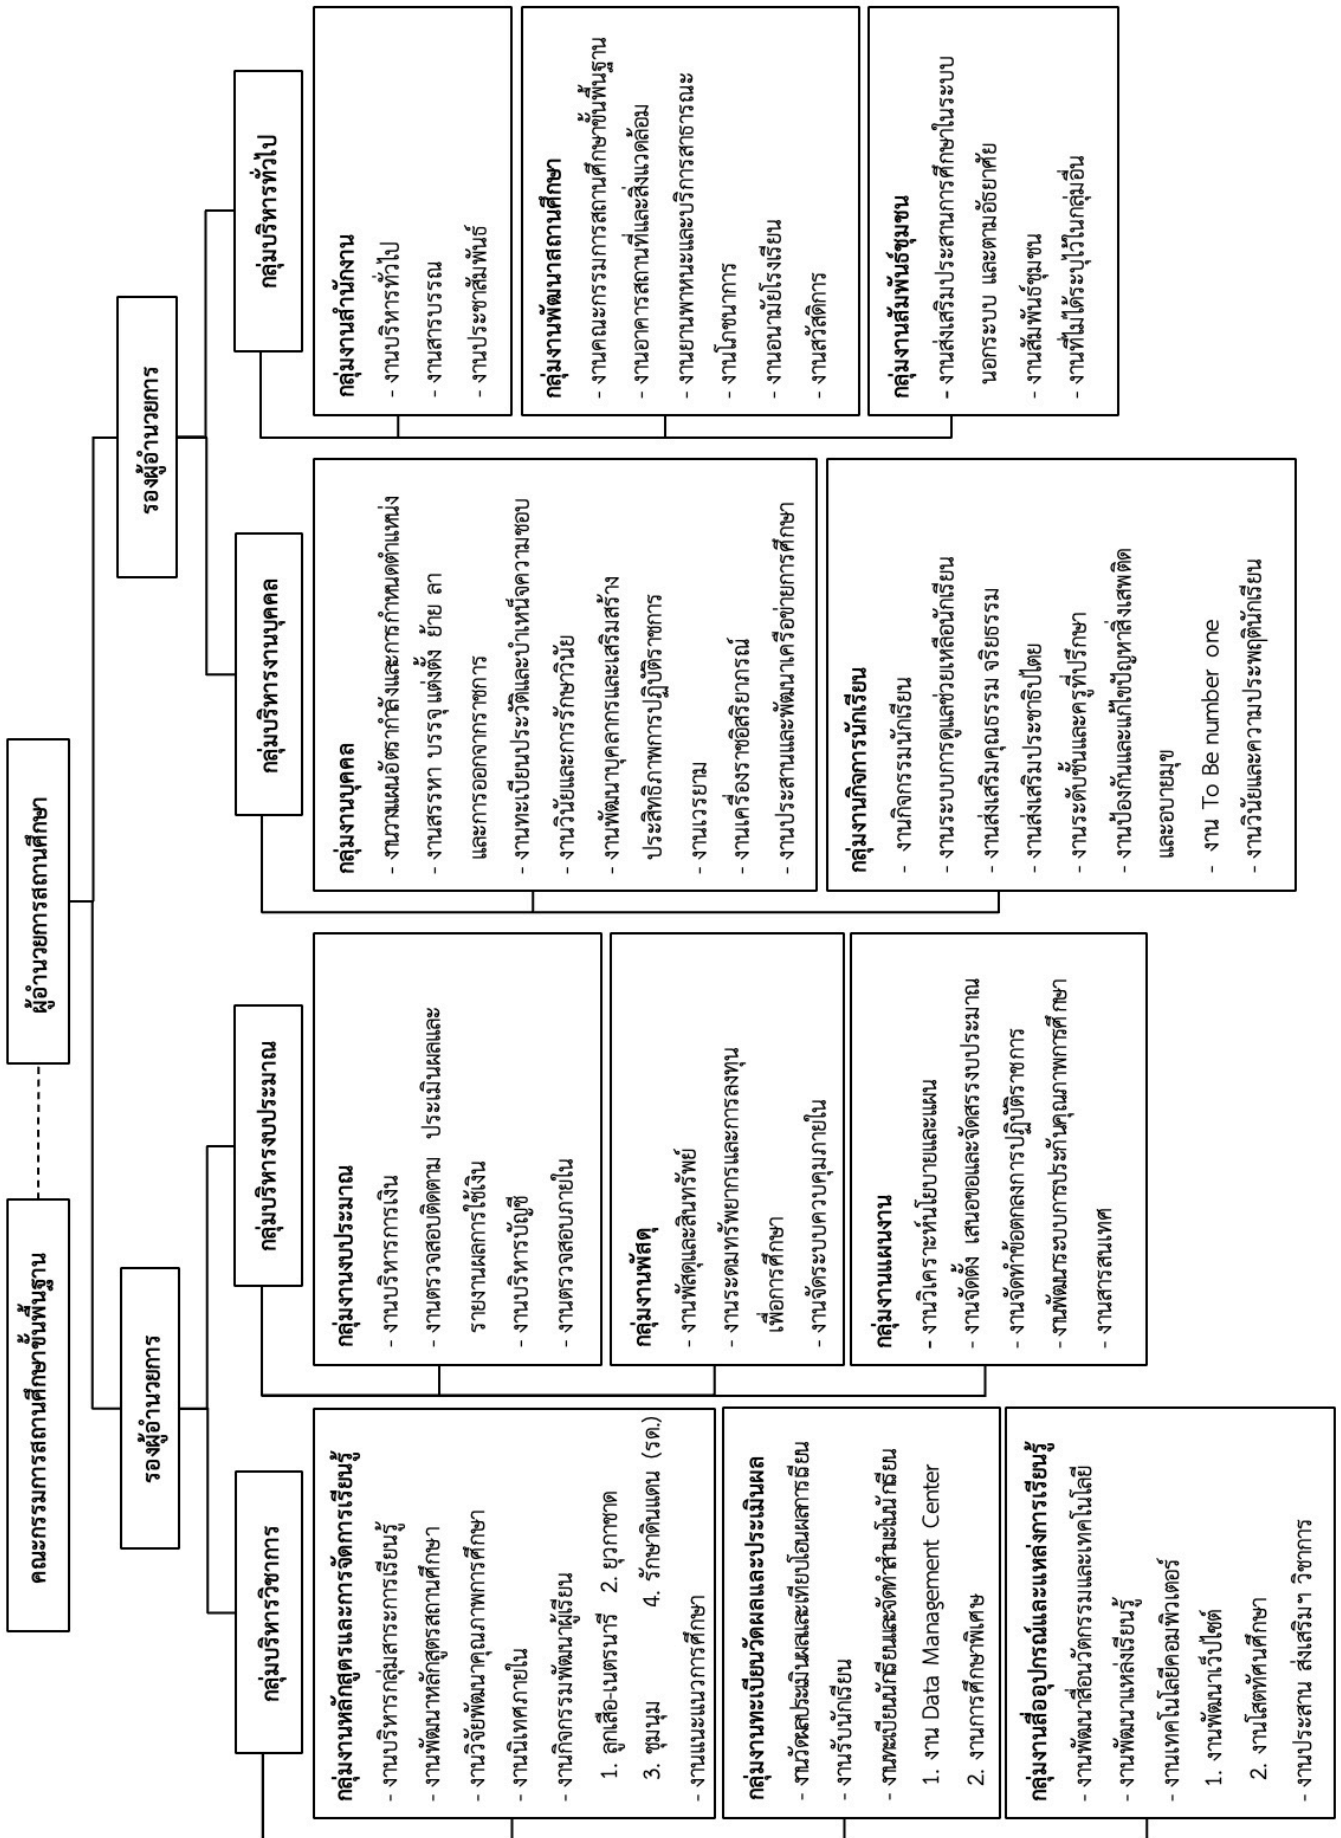 คณะกรรมการสถานศึกษาขั้นพื้นฐาน
ผู้อำนวยการสถานศึกษา
รองผู้อำนวยการ
รองผู้อำนวยการ
กลุ่มบริหารวิชาการ
กลุ่มบริหารงบประมาณ
กลุ่มบริหารงานบุคคล
กลุ่มบริหารทั่วไป
กลุ่มงานหลักสูตรและการจัดการเรียนรู้
- งานบริหารกลุ่มสาระการเรียนรู้
- งานพัฒนาหลักสูตรสถานศึกษา
- งานวิจัยพัฒนาคุณภาพการศึกษา
- งานนิเทศภายใน
- งานกิจกรรมพัฒนาผู้เรียน
1. ลูกเสือ-เนตรนารี 2. ยุวกาชาด
3. ชุมนุม 4. รักษาดินแดน (รด.)
- งานแนะแนวการศึกษา
กลุ่มงานทะเบียนวัดผลและประเมินผล
- งานวัดผลประเมินผลและเทียบโอนผลการเรียน
- งานรับนักเรียน
- งานทะเบียนนักเรียนและจัดทำสำมะโนนักเรียน
1. งาน Data Management Center
2. งานการศึกษาพิเศษ
กลุ่มงานสื่ออุปกรณ์และแหล่งการเรียนรู้
- งานพัฒนาสื่อนวัตกรรมและเทคโนโลยี
- งานพัฒนาแหล่งเรียนรู้
- งานเทคโนโลยีคอมพิวเตอร์
1. งานพัฒนาเว็บไซต์
2. งานโสตทัศนศึกษา
- งานประสาน ส่งเสริมฯ วิชาการ
กลุ่มงานงบประมาณ
- งานบริหารการเงิน
- งานตรวจสอบติดตาม ประเมินผลและ
รายงานผลการใช้เงิน
- งานบริหารบัญชี
- งานตรวจสอบภายใน
กลุ่มงานพัสดุ
- งานพัสดุและสินทรัพย์
- งานระดมทรัพยากรและการลงทุน
เพื่อการศึกษา
- งานจัดระบบควบคุมภายใน
กลุ่มงานแผนงาน
- งานวิเคราะห์นโยบายและแผน
- งานจัดตั้ง เสนอขอและจัดสรรงบประมาณ
- งานจัดทำข้อตกลงการปฏิบัติราชการ
- งานพัฒนาระบบการประกันคุณภาพการศึกษา
- งานสารสนเทศ
กลุ่มงานบุคคล
- งานวางแผนอัตรากำลังและการกำหนดตำแหน่ง
- งานสรรหา บรรจุ แต่งตั้ง ย้าย ลา
และการออกจากราชการ
- งานทะเบียนประวัติและบำเหน็จความชอบ
- งานวินัยและการรักษาวินัย
- งานพัฒนาบุคลากรและเสริมสร้าง
ประสิทธิภาพการปฏิบัติราชการ
- งานเวรยาม
- งานเครื่องราชอิสริยาภรณ์
- งานประสานและพัฒนาเครือข่ายการศึกษา
กลุ่มงานกิจการนักเรียน
- งานกิจกรรมนักเรียน
- งานระบบการดูแลช่วยเหลือนักเรียน
- งานส่งเสริมคุณธรรม จริยธรรม
- งานส่งเสริมประชาธิปไตย
- งานระดับชั้นและครูที่ปรึกษา
- งานป้องกันและแก้ไขปัญหาสิ่งเสพติด
และอบายมุข
- งาน To Be number one
- งานวินัยและความประพฤตินักเรียน
กลุ่มงานสำนักงาน
- งานบริหารทั่วไป
- งานสารบรรณ
- งานประชาสัมพันธ์
กลุ่มงานพัฒนาสถานศึกษา
- งานคณะกรรมการสถานศึกษาขั้นพื้นฐาน
- งานอาคารสถานที่และสิ่งแวดล้อม
- งานยานพาหนะและบริการสาธารณะ
- งานโภชนาการ
- งานอนามัยโรงเรียน
- งานสวัสดิการ
กลุ่มงานสัมพันธ์ชุมชน
- งานส่งเสริมประสานการศึกษาในระบบ
นอกระบบ และตามอัธยาศัย
- งานสัมพันธ์ชุมชน
- งานที่ไม่ได้ระบุไว้ในกลุ่มอื่น